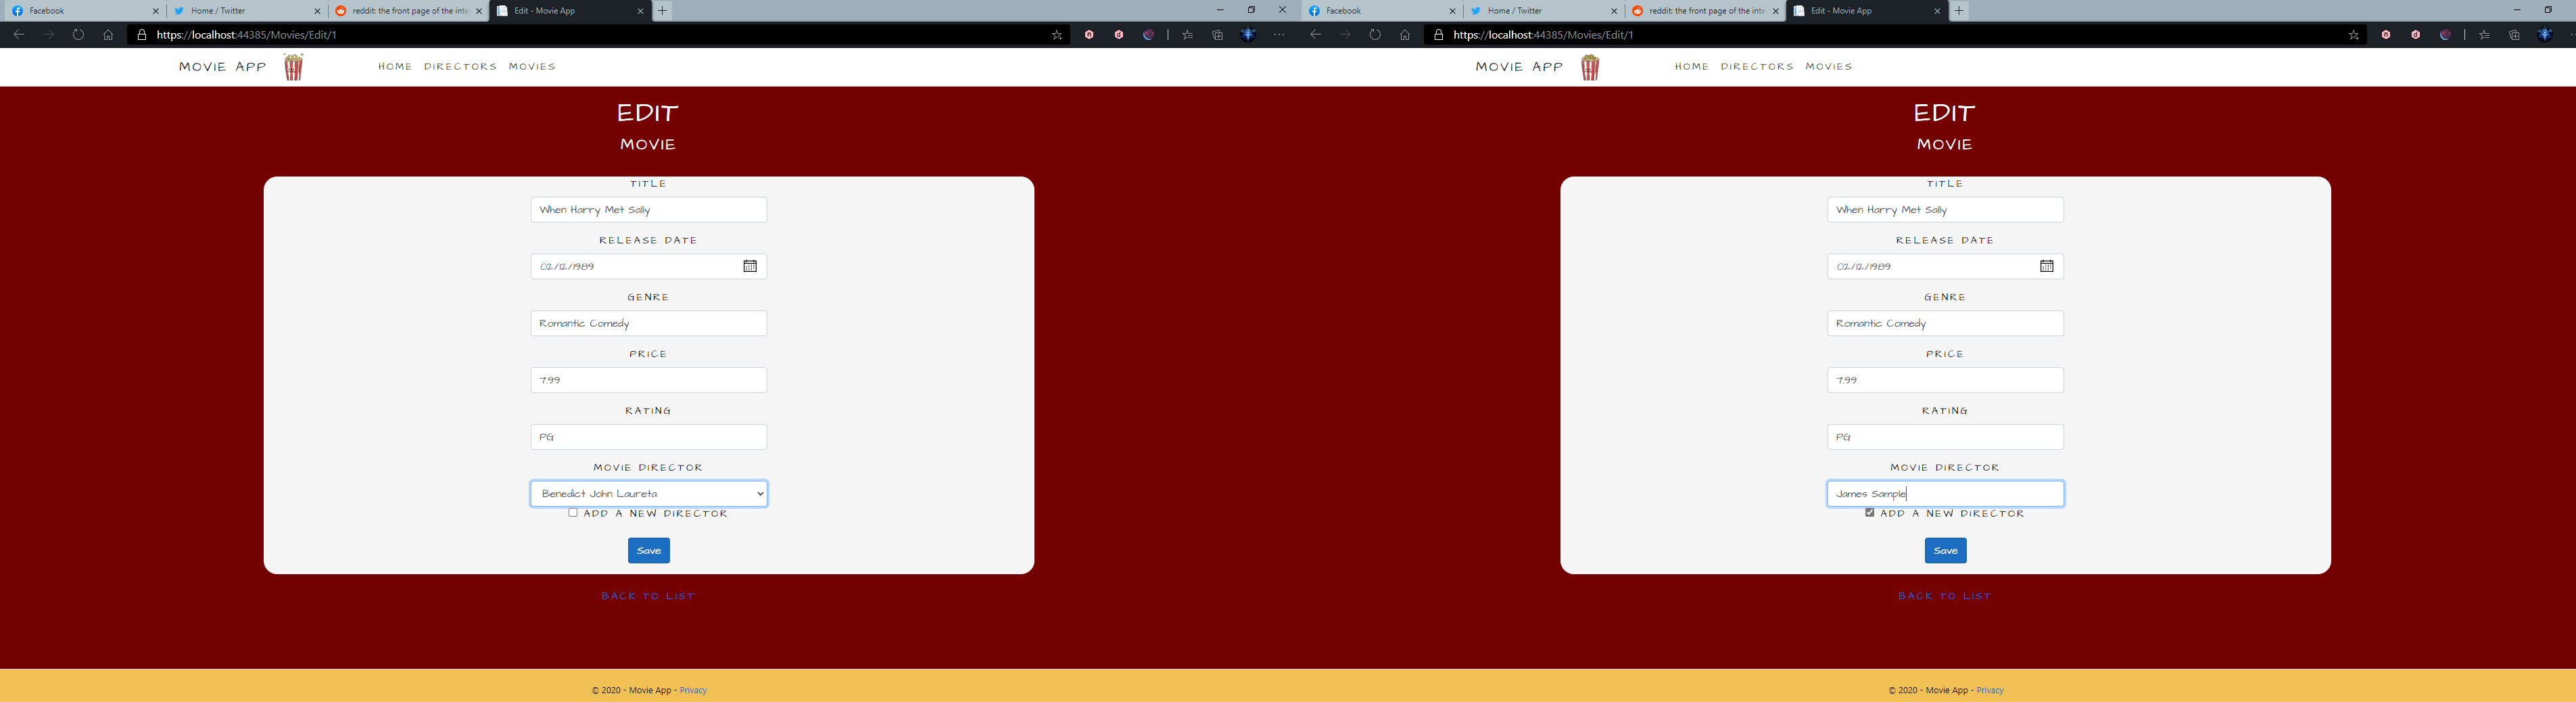 Facebook
Home / Twitter
reddit: the front page of the inte
Edit - Movie App
https://localhost:44385/Movies/Edit/1
MOVIE APP
HOME DIRECTORS MOVIES
EDIT
MOVIE
TITLE
When Harry Met Sally
RELEASE DATE
02/12/1989
GENRE
Romantic Comedy
PRICE
7.99
RATING
PG
MOVIE DIRECTOR
Benedict John Laureta
ADD A NEW DIRECTOR
Save
BACK TO LIST
© 2020 - Movie App - Privacy
Facebook
Home / Twitter
reddit: the front page of the inte
Edit - Movie App
https://localhost:44385/Movies/Edit/1
MOVIE APP
HOME DIRECTORS MOVIES
EDIT
MOVIE
TITLE
When Harry Met Sally
RELEASE DATE
02/12/1989
GENRE
Romantic Comedy
PRICE
7.99
RATING
PG
MOVIE DIRECTOR
James Sample
ADD A NEW DIRECTOR
Save
BACK TO LIST
© 2020 - Movie App - Privacy